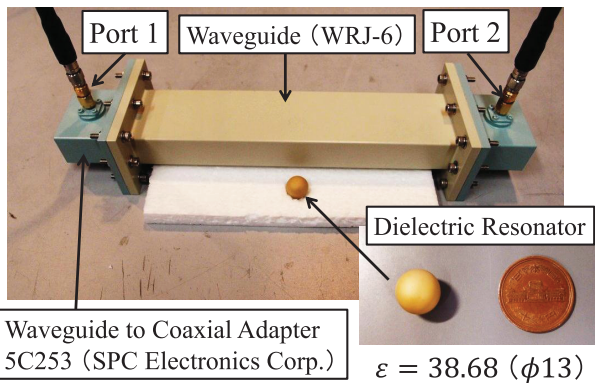 Port 1
Waveguide（WRJ-6）
Port 2
Dielectric Resonator
Waveguide to Coaxial Adapter
5C253（SPC Electronics Corp.）
ε = 38.68（ϕ13）